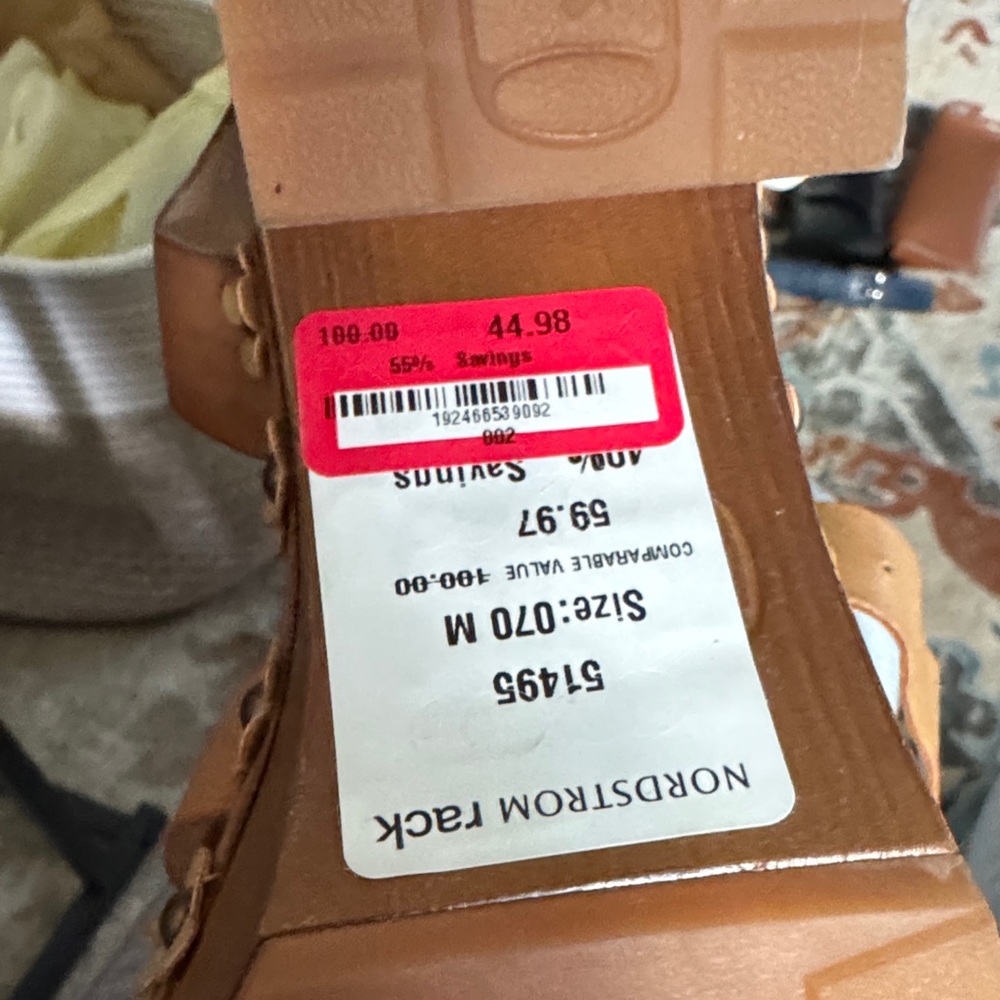 100.00 44.98
55% Savings
192466539092
002
NORDSTROM rack
51495
Size:070 M
COMPARABLE VALUE 100.00
59.97
40% Savings